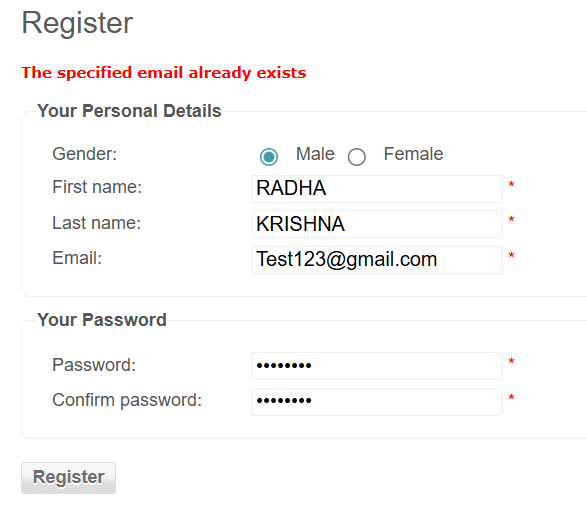 Register
The specified email already exists
Your Personal Details
Gender: Male Female
First name: RADHA *
Last name: KRISHNA *
Email: Test123@gmail.com *
Your Password
Password: •••••••• *
Confirm password: •••••••• *
Register